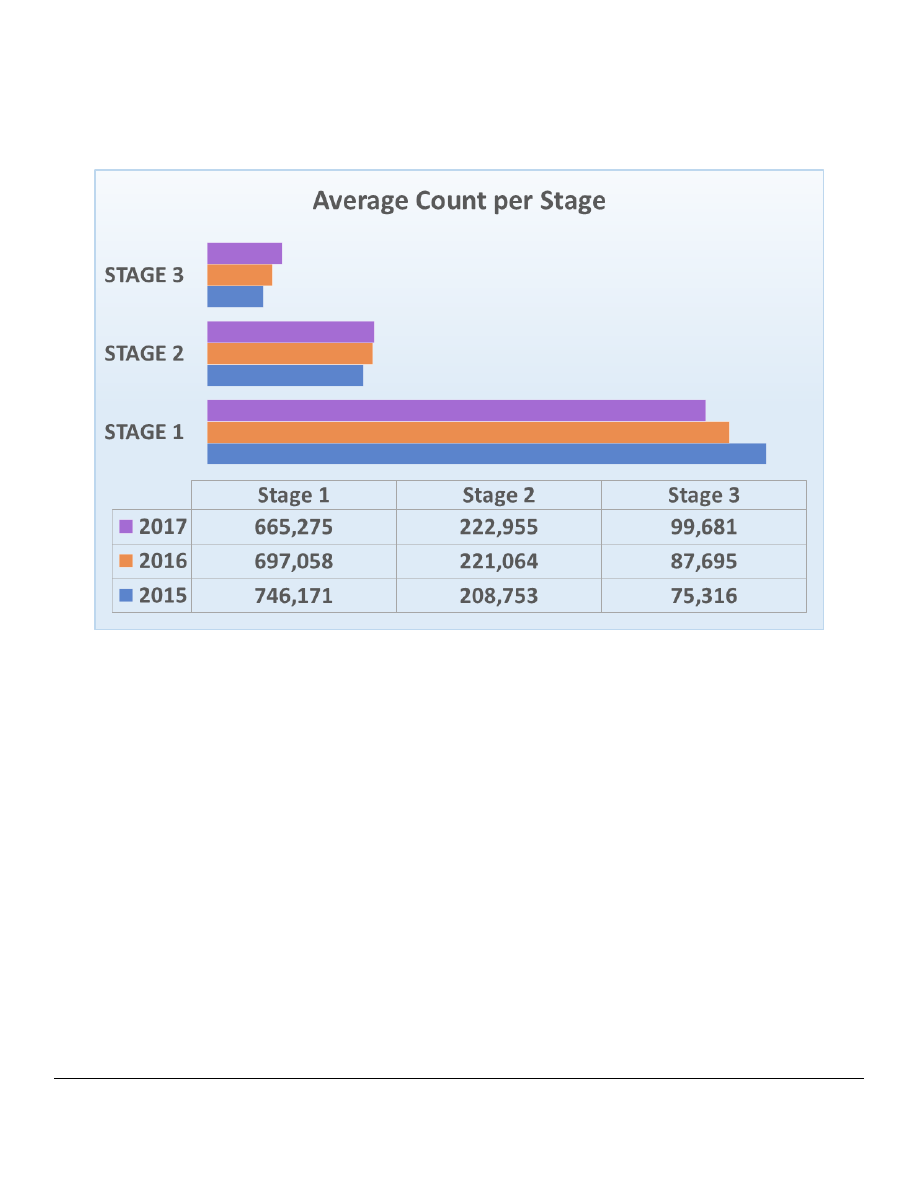 Average Count per Stage
STAGE 3
STAGE 2
STAGE 1
Stage 1 Stage 2 Stage 3
2017 665,275 222,955 99,681
2016 697,058 221,064 87,695
2015 746,171 208,753 75,316